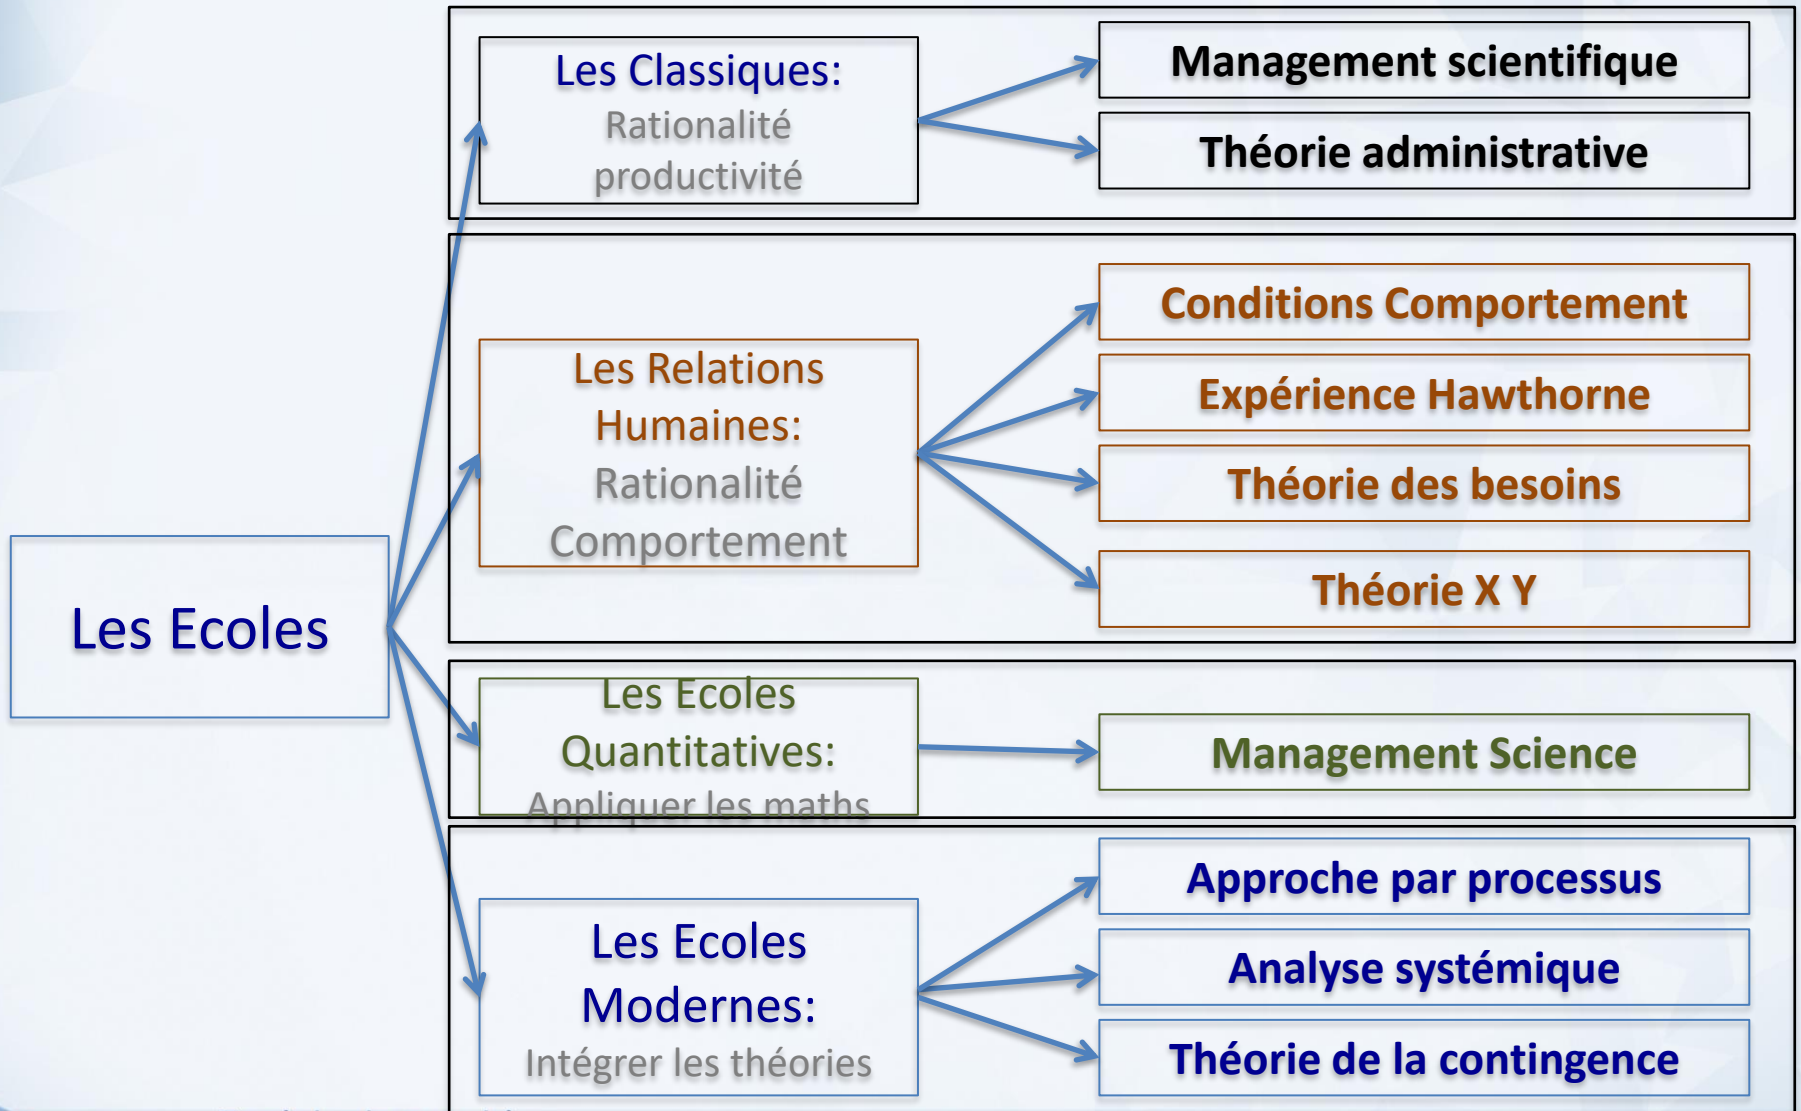 Les Ecoles
Les Classiques:
Rationalité
productivité
Management scientifique
Théorie administrative
Les Relations
Humaines:
Rationalité
Comportement
Conditions Comportement
Expérience Hawthorne
Théorie des besoins
Théorie X Y
Les Ecoles
Quantitatives:
Appliquer les maths
Management Science
Les Ecoles
Modernes:
Intégrer les théories
Approche par processus
Analyse systémique
Théorie de la contingence